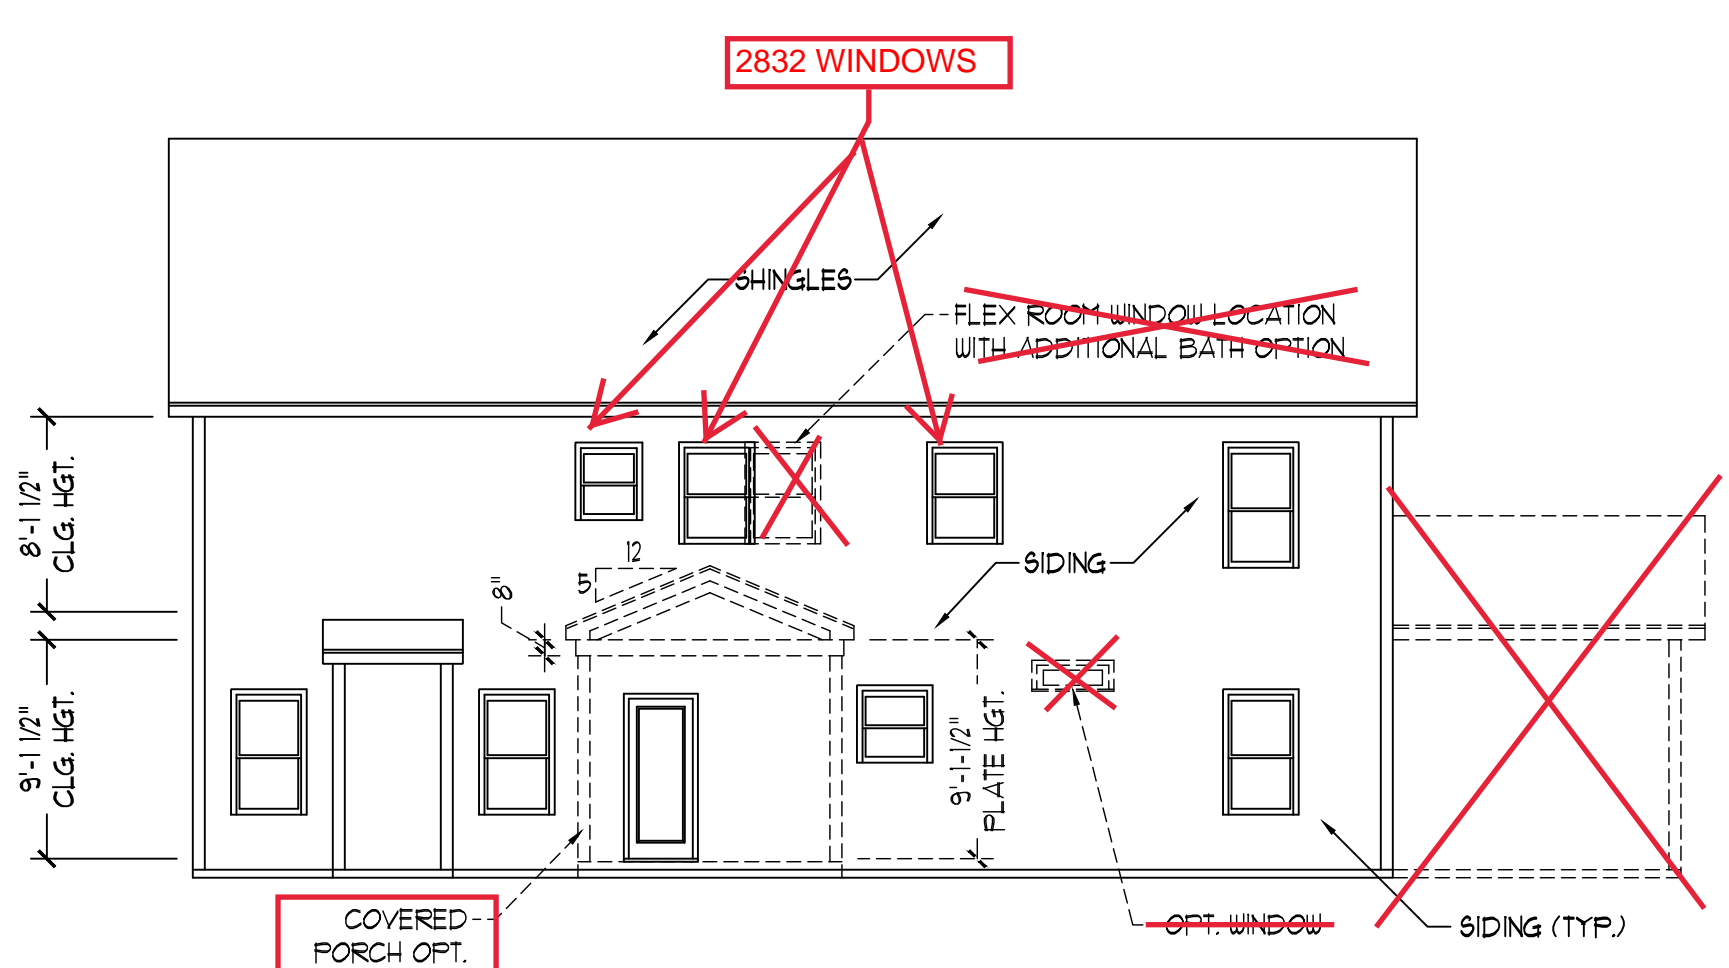 2832 WINDOWS
SHINGLES
FLEX ROOM WINDOW LOCATION
WITH ADDITIONAL BATH OPTION
8'-1 1/2"
CLG. HGT.
12
5
8"
SIDING
9'-1 1/2"
CLG. HGT.
9'-1-1/2"
PLATE HGT.
COVERED
PORCH OPT.
OPT. WINDOW
SIDING (TYP.)